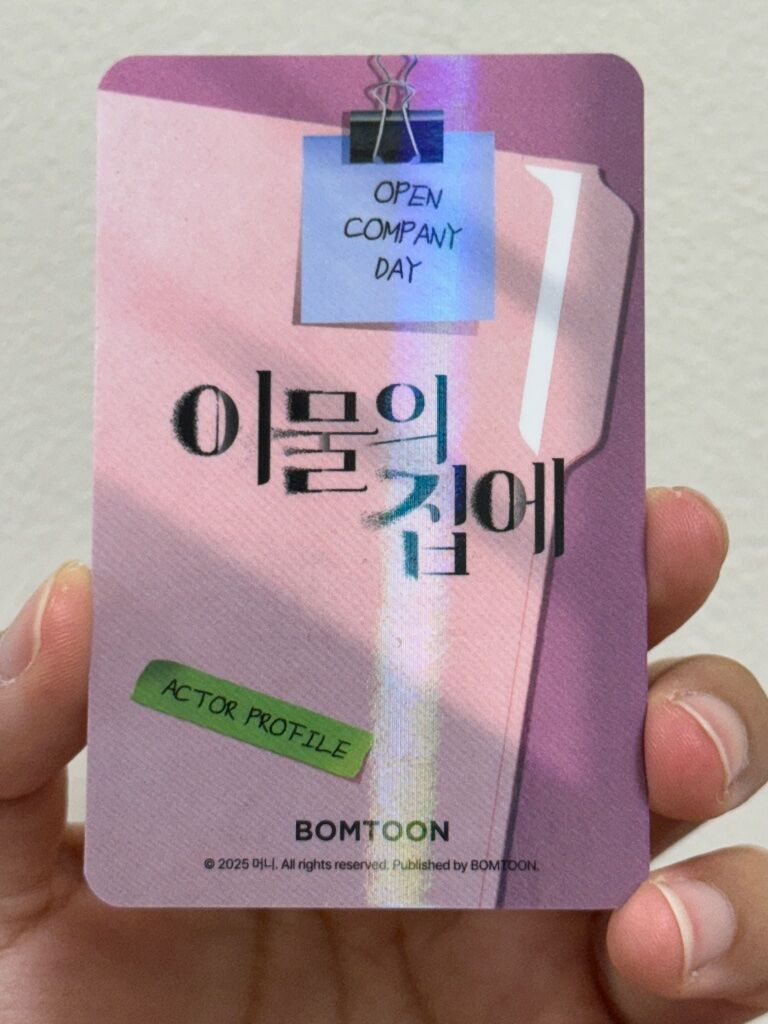 OPEN
COMPANY
DAY
이물의
집에
ACTOR PROFILE
BOMTOON
© 2025 머니. All rights reserved. Published by BOMTOON.